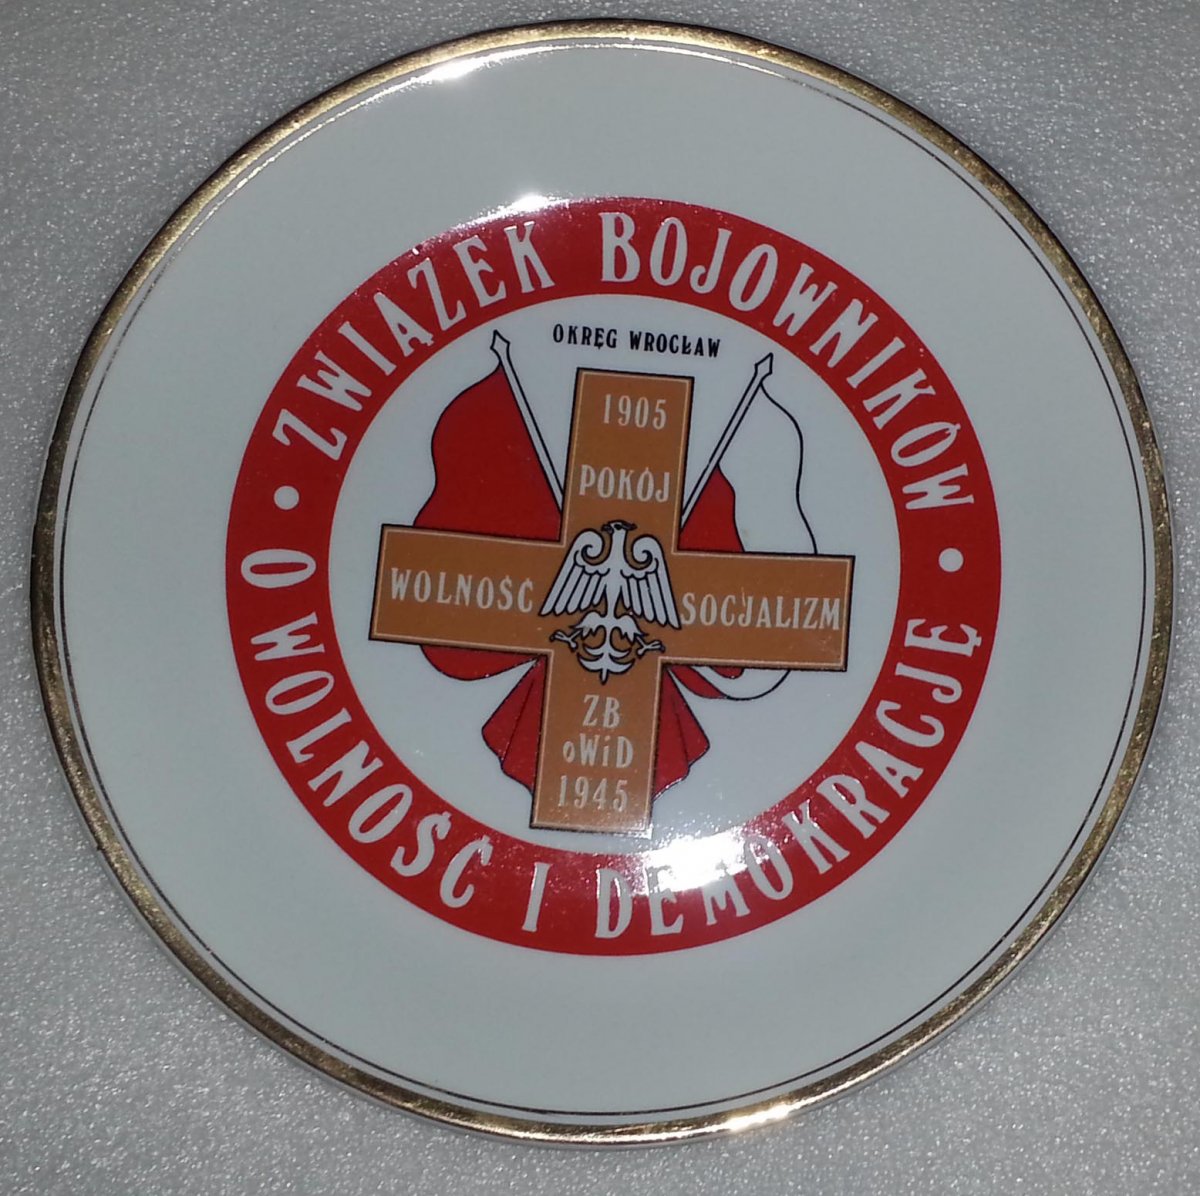 ZWIĄZEK BOJOWNIKÓW
O WOLNOŚĆ I DEMOKRACJĘ
OKRĘG WROCŁAW
1905
POKÓJ
WOLNOŚĆ SOCJALIZM
ZB
oWiD
1945